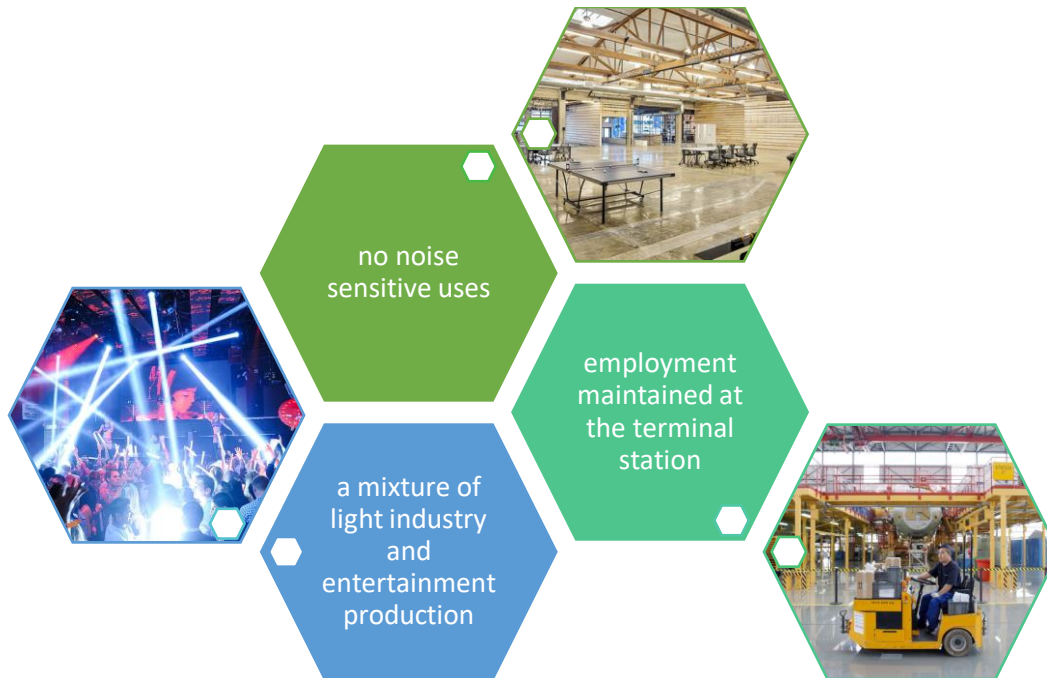 no noise
sensitive uses
employment
maintained at
the terminal
station
a mixture of
light industry
and
entertainment
production